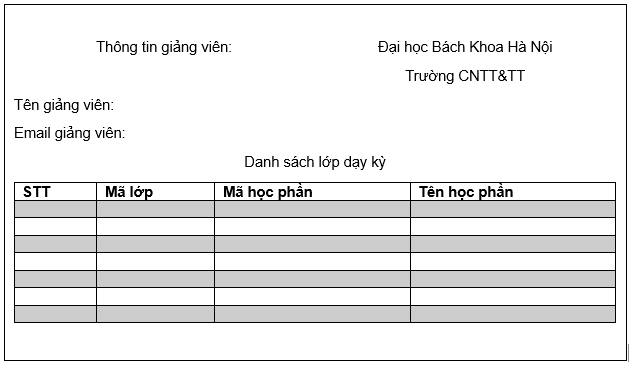 Thông tin giảng viên: Đại học Bách Khoa Hà Nội
Trường CNTT&TT
Tên giảng viên:
Email giảng viên:
Danh sách lớp dạy kỳ
STT Mã lớp Mã học phần Tên học phần